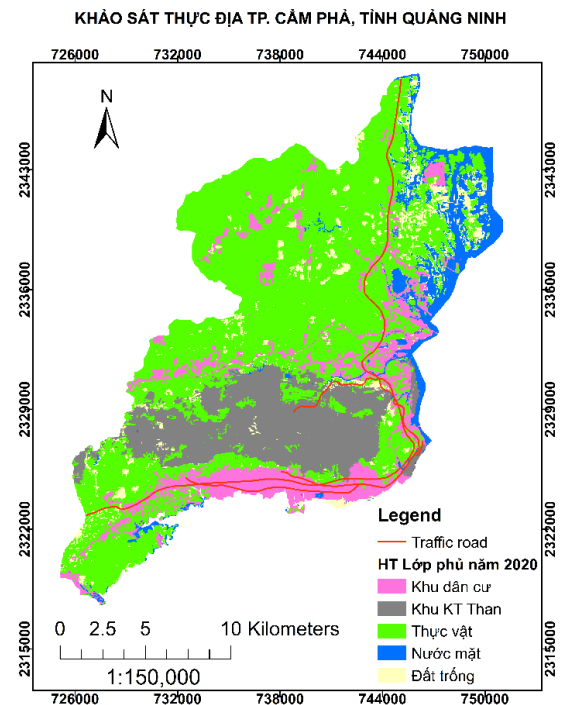 KHẢO SÁT THỰC ĐỊA TP. CẨM PHẢ, TỈNH QUẢNG NINH
726000 732000 738000 744000 750000
N
2343000 2343000
2336000 2336000
2329000 2329000
2322000 2322000
2315000 2315000
Legend
Traffic road
HT Lớp phủ năm 2020
Khu dân cư
Khu KT Than
Thực vật
Nước mặt
Đất trống
0 2.5 5 10 Kilometers
1:150,000
726000 732000 738000 744000 750000